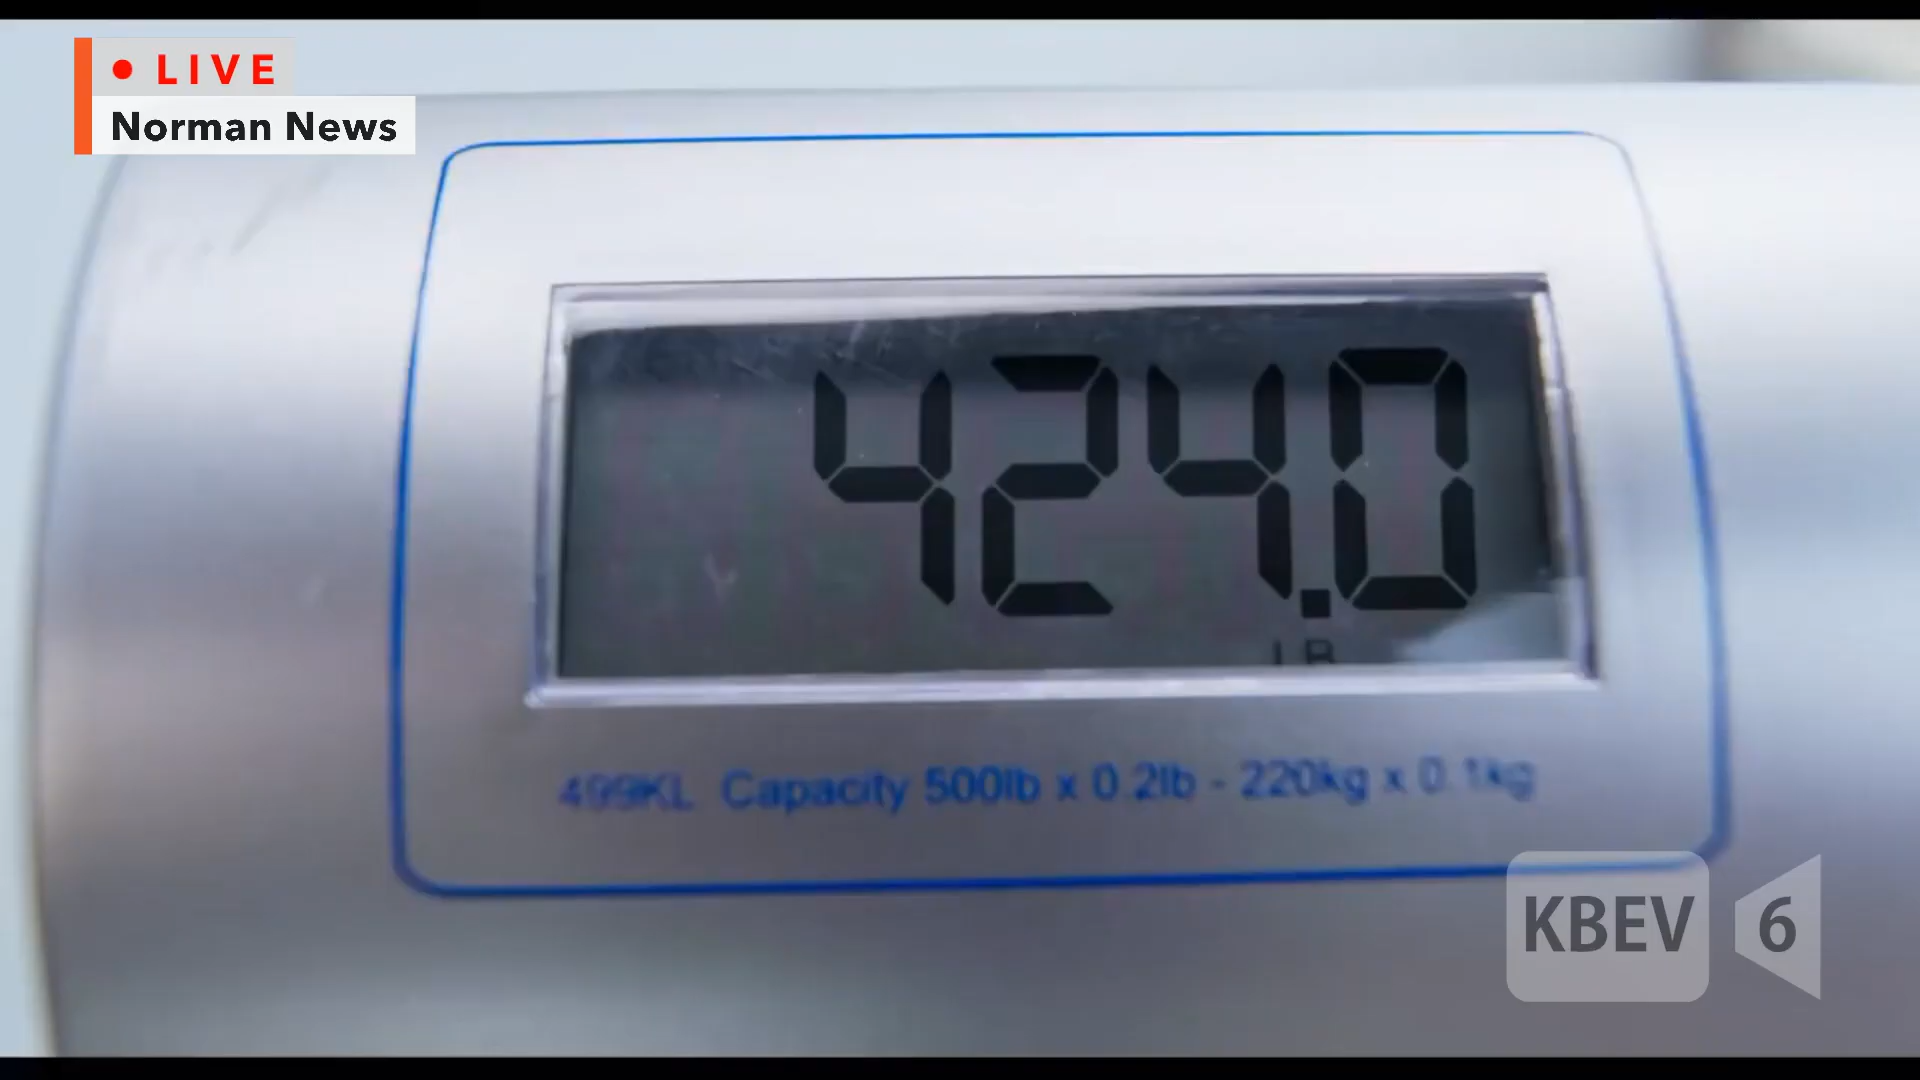 LIVE
Norman News
424.0
LB
499KL Capacity 500lb x 0.2lb - 220kg x 0.1kg
KBEV 6